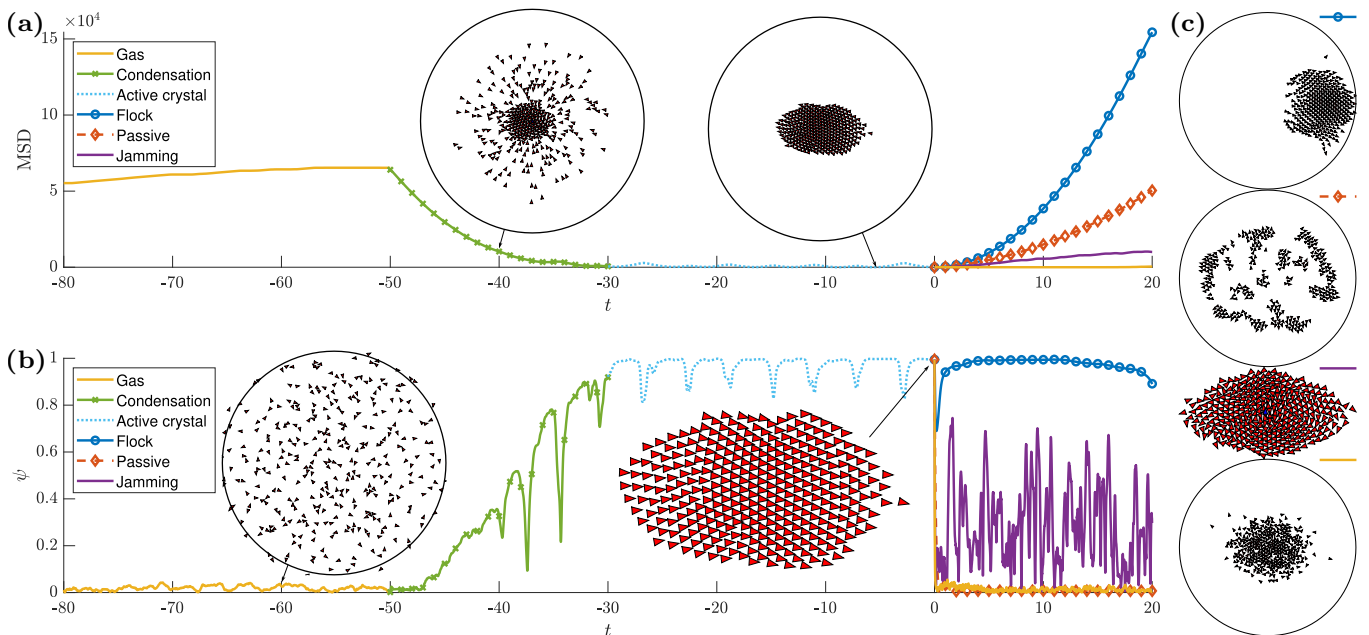 (a)
×10⁴
15
10
5
0
MSD
Gas
Condensation
Active crystal
Flock
Passive
Jamming
-80 -70 -60 -50 -40 -30 -20 -10 0 10 20
t
(b)
1
0.8
0.6
0.4
0.2
0
ψ
Gas
Condensation
Active crystal
Flock
Passive
Jamming
-80 -70 -60 -50 -40 -30 -20 -10 0 10 20
t
(c)